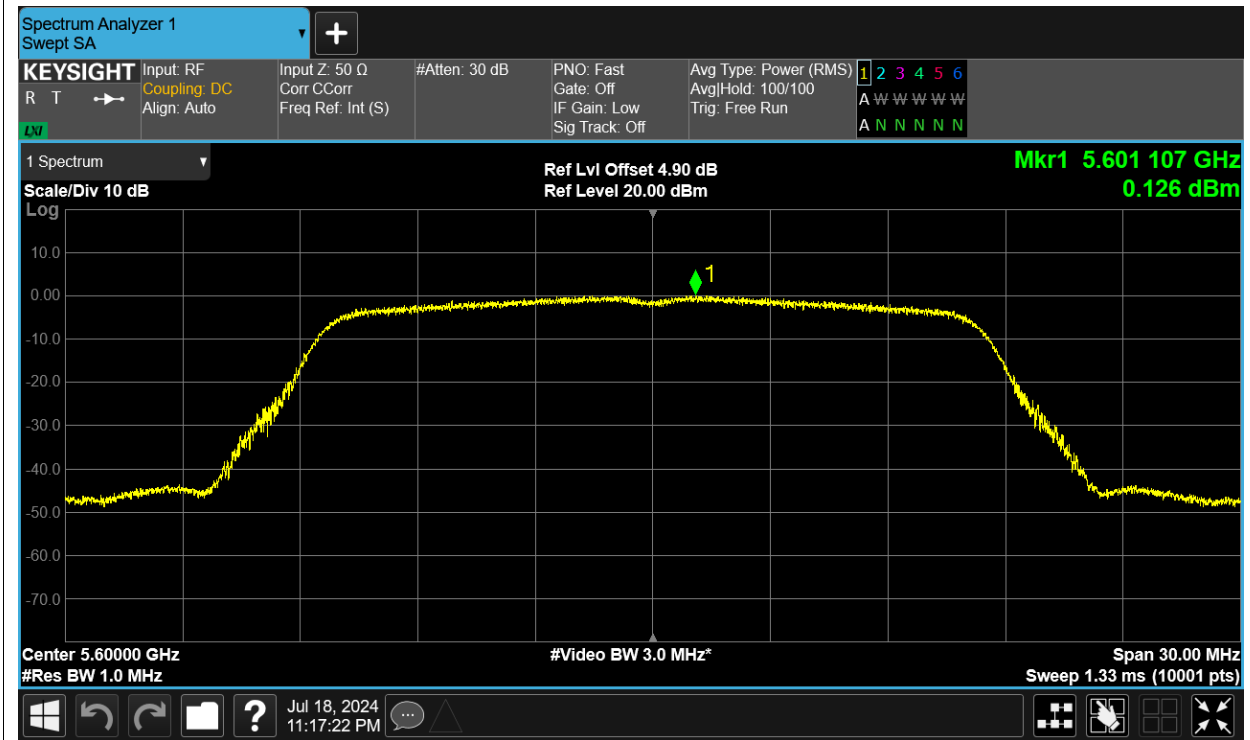 Spectrum Analyzer 1
Swept SA
KEYSIGHT
R T
LXI
Input: RF
Coupling: DC
Align: Auto
Input Z: 50 Ω
Corr CCorr
Freq Ref: Int (S)
#Atten: 30 dB
PNO: Fast
Gate: Off
IF Gain: Low
Sig Track: Off
Avg Type: Power (RMS)
Avg|Hold: 100/100
Trig: Free Run
1 2 3 4 5 6
A W W W W W
A N N N N N
1 Spectrum
Scale/Div 10 dB
Log
Ref Lvl Offset 4.90 dB
Ref Level 20.00 dBm
Mkr1 5.601 107 GHz
0.126 dBm
1
10.0
0.00
-10.0
-20.0
-30.0
-40.0
-50.0
-60.0
-70.0
Center 5.60000 GHz
#Res BW 1.0 MHz
#Video BW 3.0 MHz*
Span 30.00 MHz
Sweep 1.33 ms (10001 pts)
?
Jul 18, 2024
11:17:22 PM